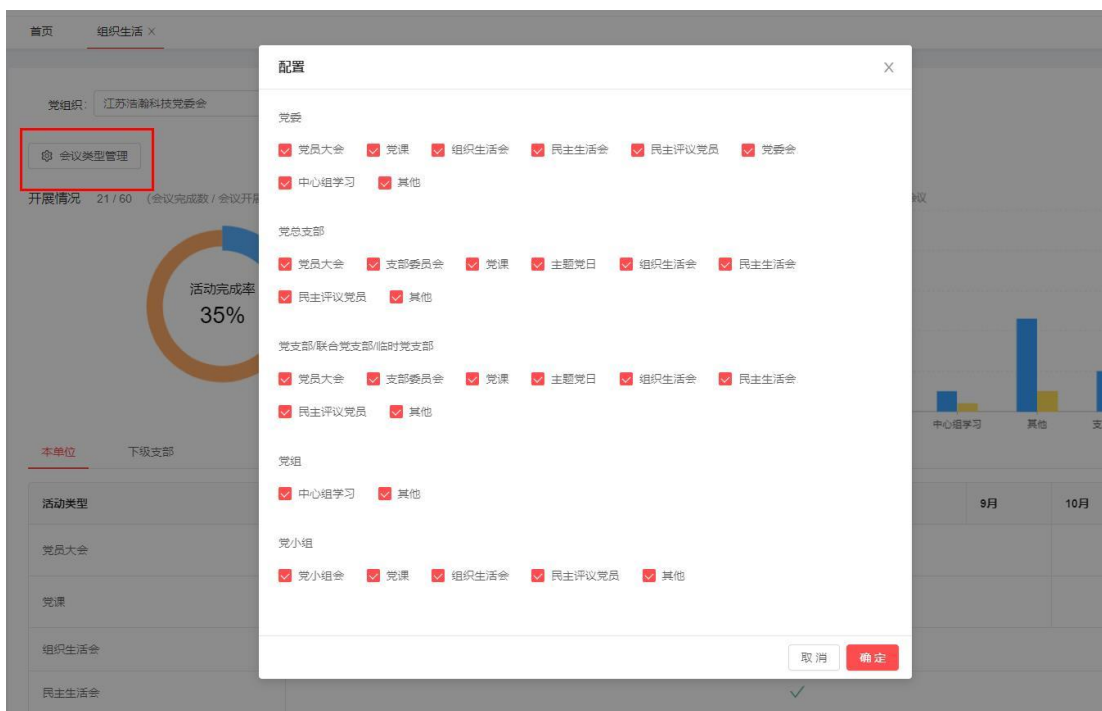 首页 组织生活 ×
配置
党组织: 江苏浩瀚科技党委会
党委
会议类型管理
党员大会 党课 组织生活会 民主生活会 民主评议党员 党委会
中心组学习 其他
开展情况 21 / 60 (会议完成数 / 会议开
党总支部
党员大会 支部委员会 党课 主题党日 组织生活会 民主生活会
民主评议党员 其他
活动完成率
35%
党支部/联合党支部/临时党支部
党员大会 支部委员会 党课 主题党日 组织生活会 民主生活会
民主评议党员 其他
中心组学习 其他 支
本单位 下级支部
党组
中心组学习 其他
活动类型 9月 10月
党小组
党员大会
党小组会 党课 组织生活会 民主评议党员 其他
党课
组织生活会
取消 确定
民主生活会